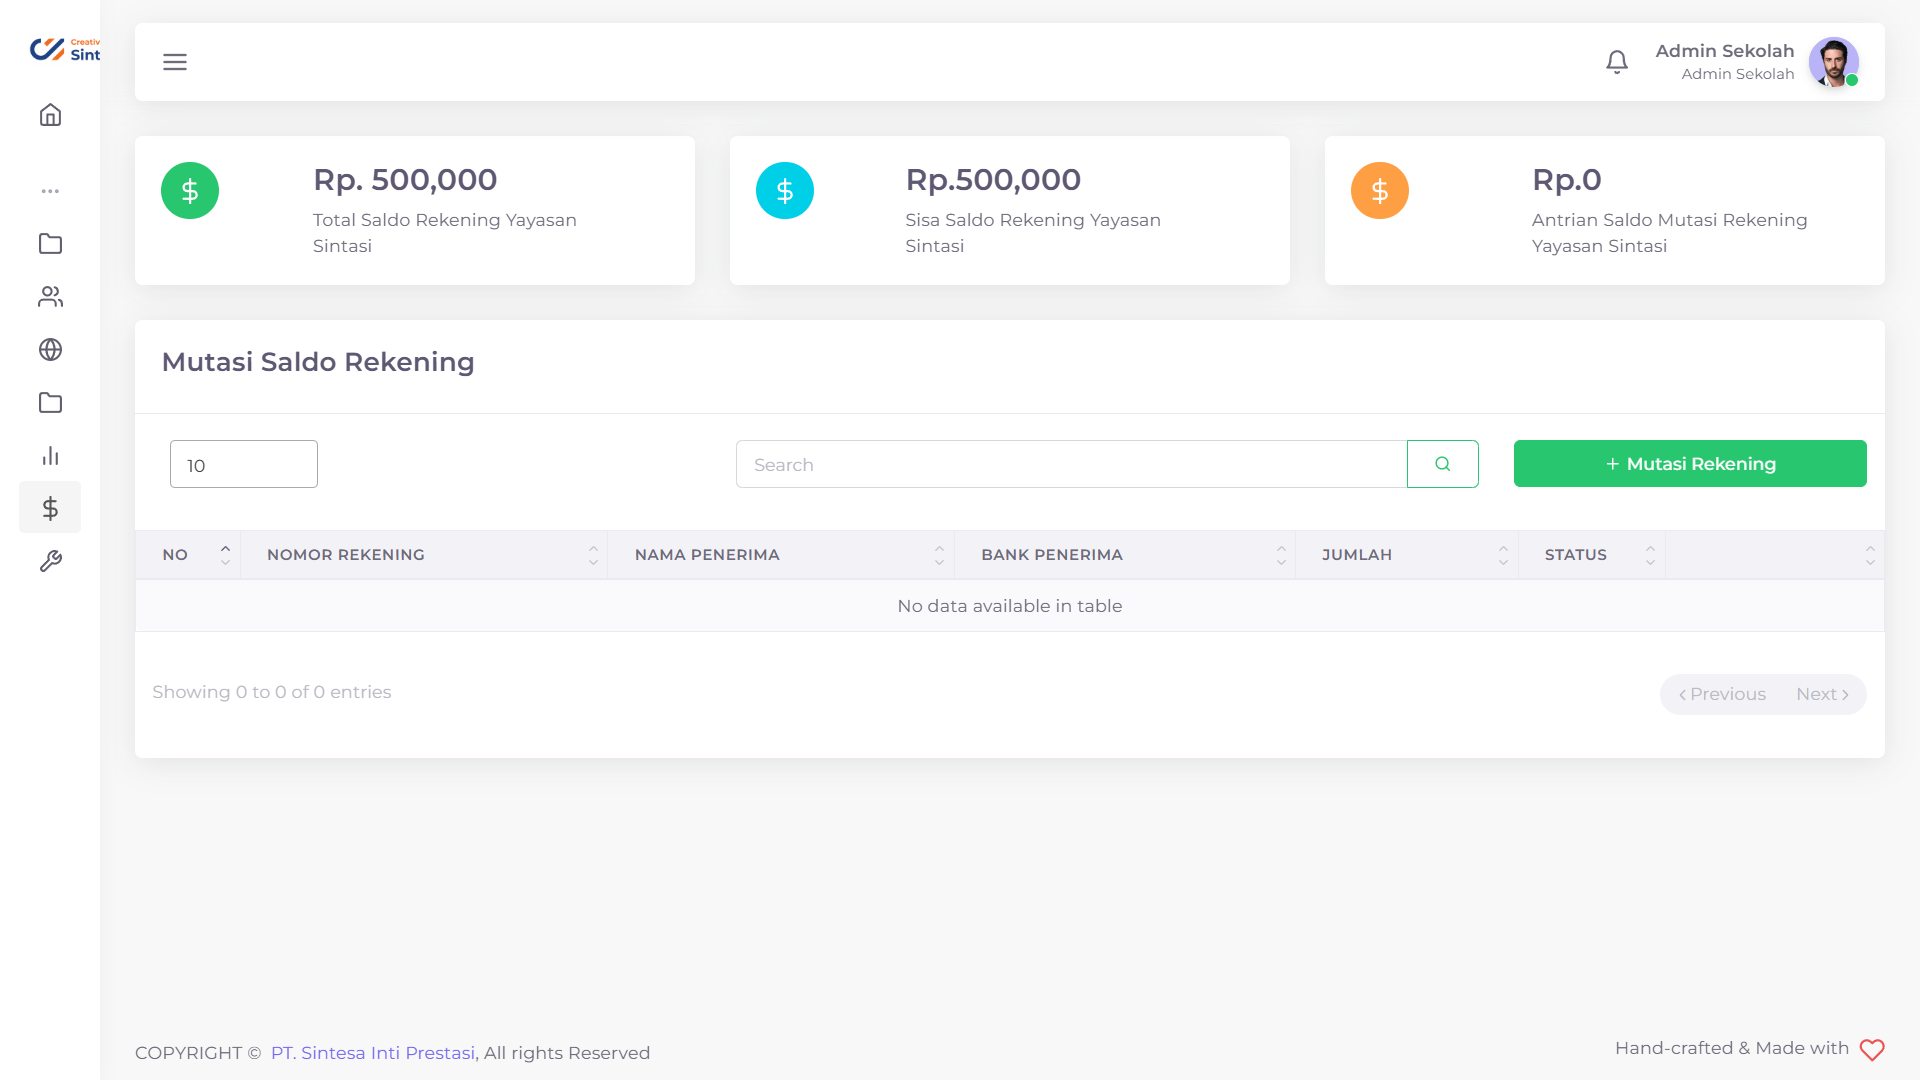 Creativ
Sint
Admin Sekolah
Admin Sekolah
Rp. 500,000
Total Saldo Rekening Yayasan
Sintasi
Rp.500,000
Sisa Saldo Rekening Yayasan
Sintasi
Rp.0
Antrian Saldo Mutasi Rekening
Yayasan Sintasi
Mutasi Saldo Rekening
10
Search
+ Mutasi Rekening
NO NOMOR REKENING NAMA PENERIMA BANK PENERIMA JUMLAH STATUS
No data available in table
Showing 0 to 0 of 0 entries
Previous Next
COPYRIGHT © PT. Sintesa Inti Prestasi, All rights Reserved
Hand-crafted & Made with